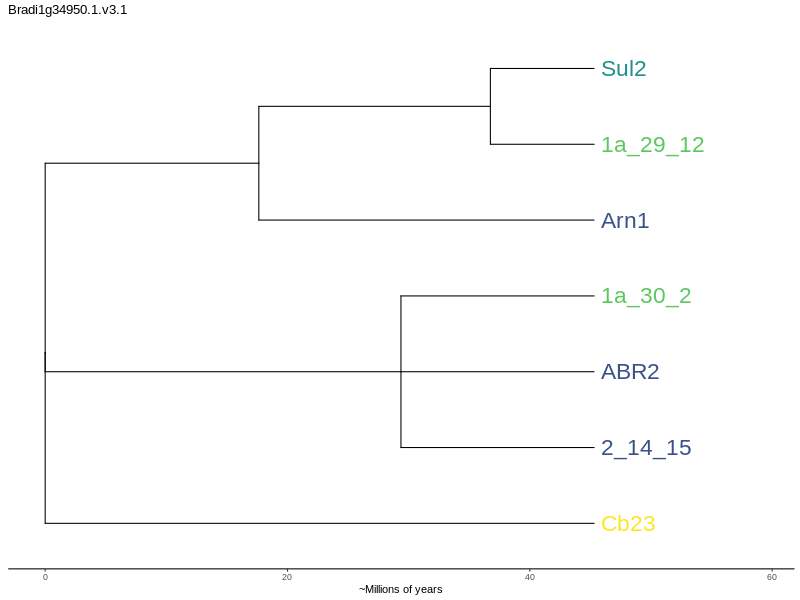 Bradi1g34950.1.v3.1
Sul2
1a_29_12
Arn1
1a_30_2
ABR2
2_14_15
Cb23
0 20 40 60
~Millions of years